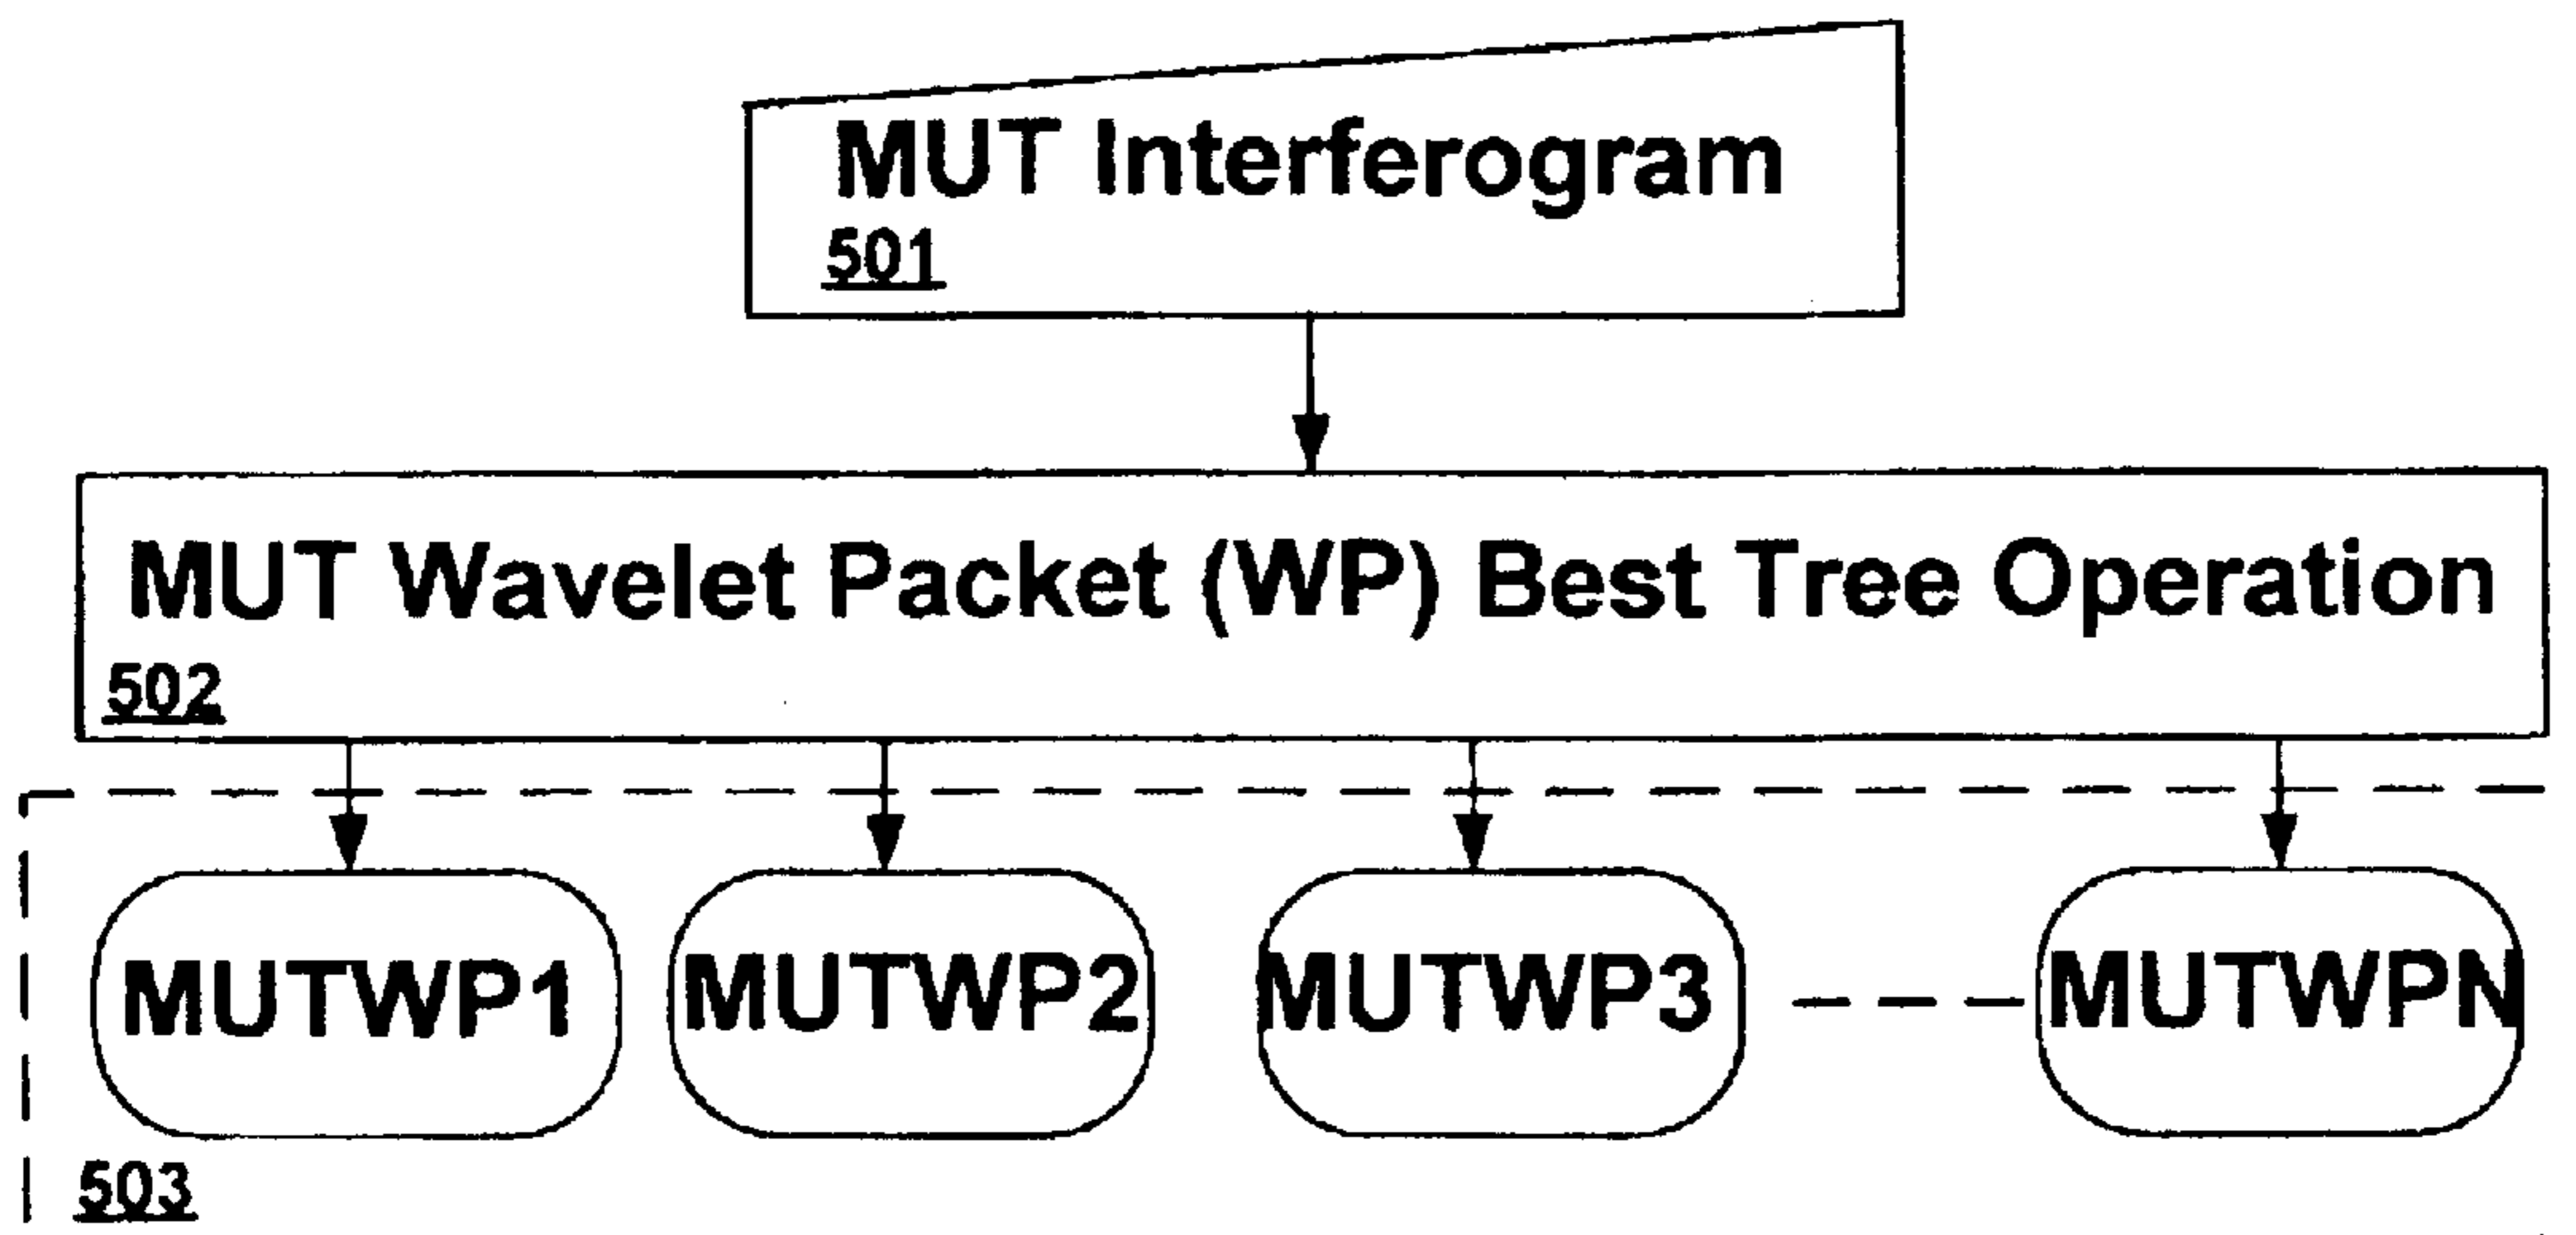 MUT Interferogram
501
MUT Wavelet Packet (WP) Best Tree Operation
502
MUTWP1 MUTWP2 MUTWP3 MUTWPN
503